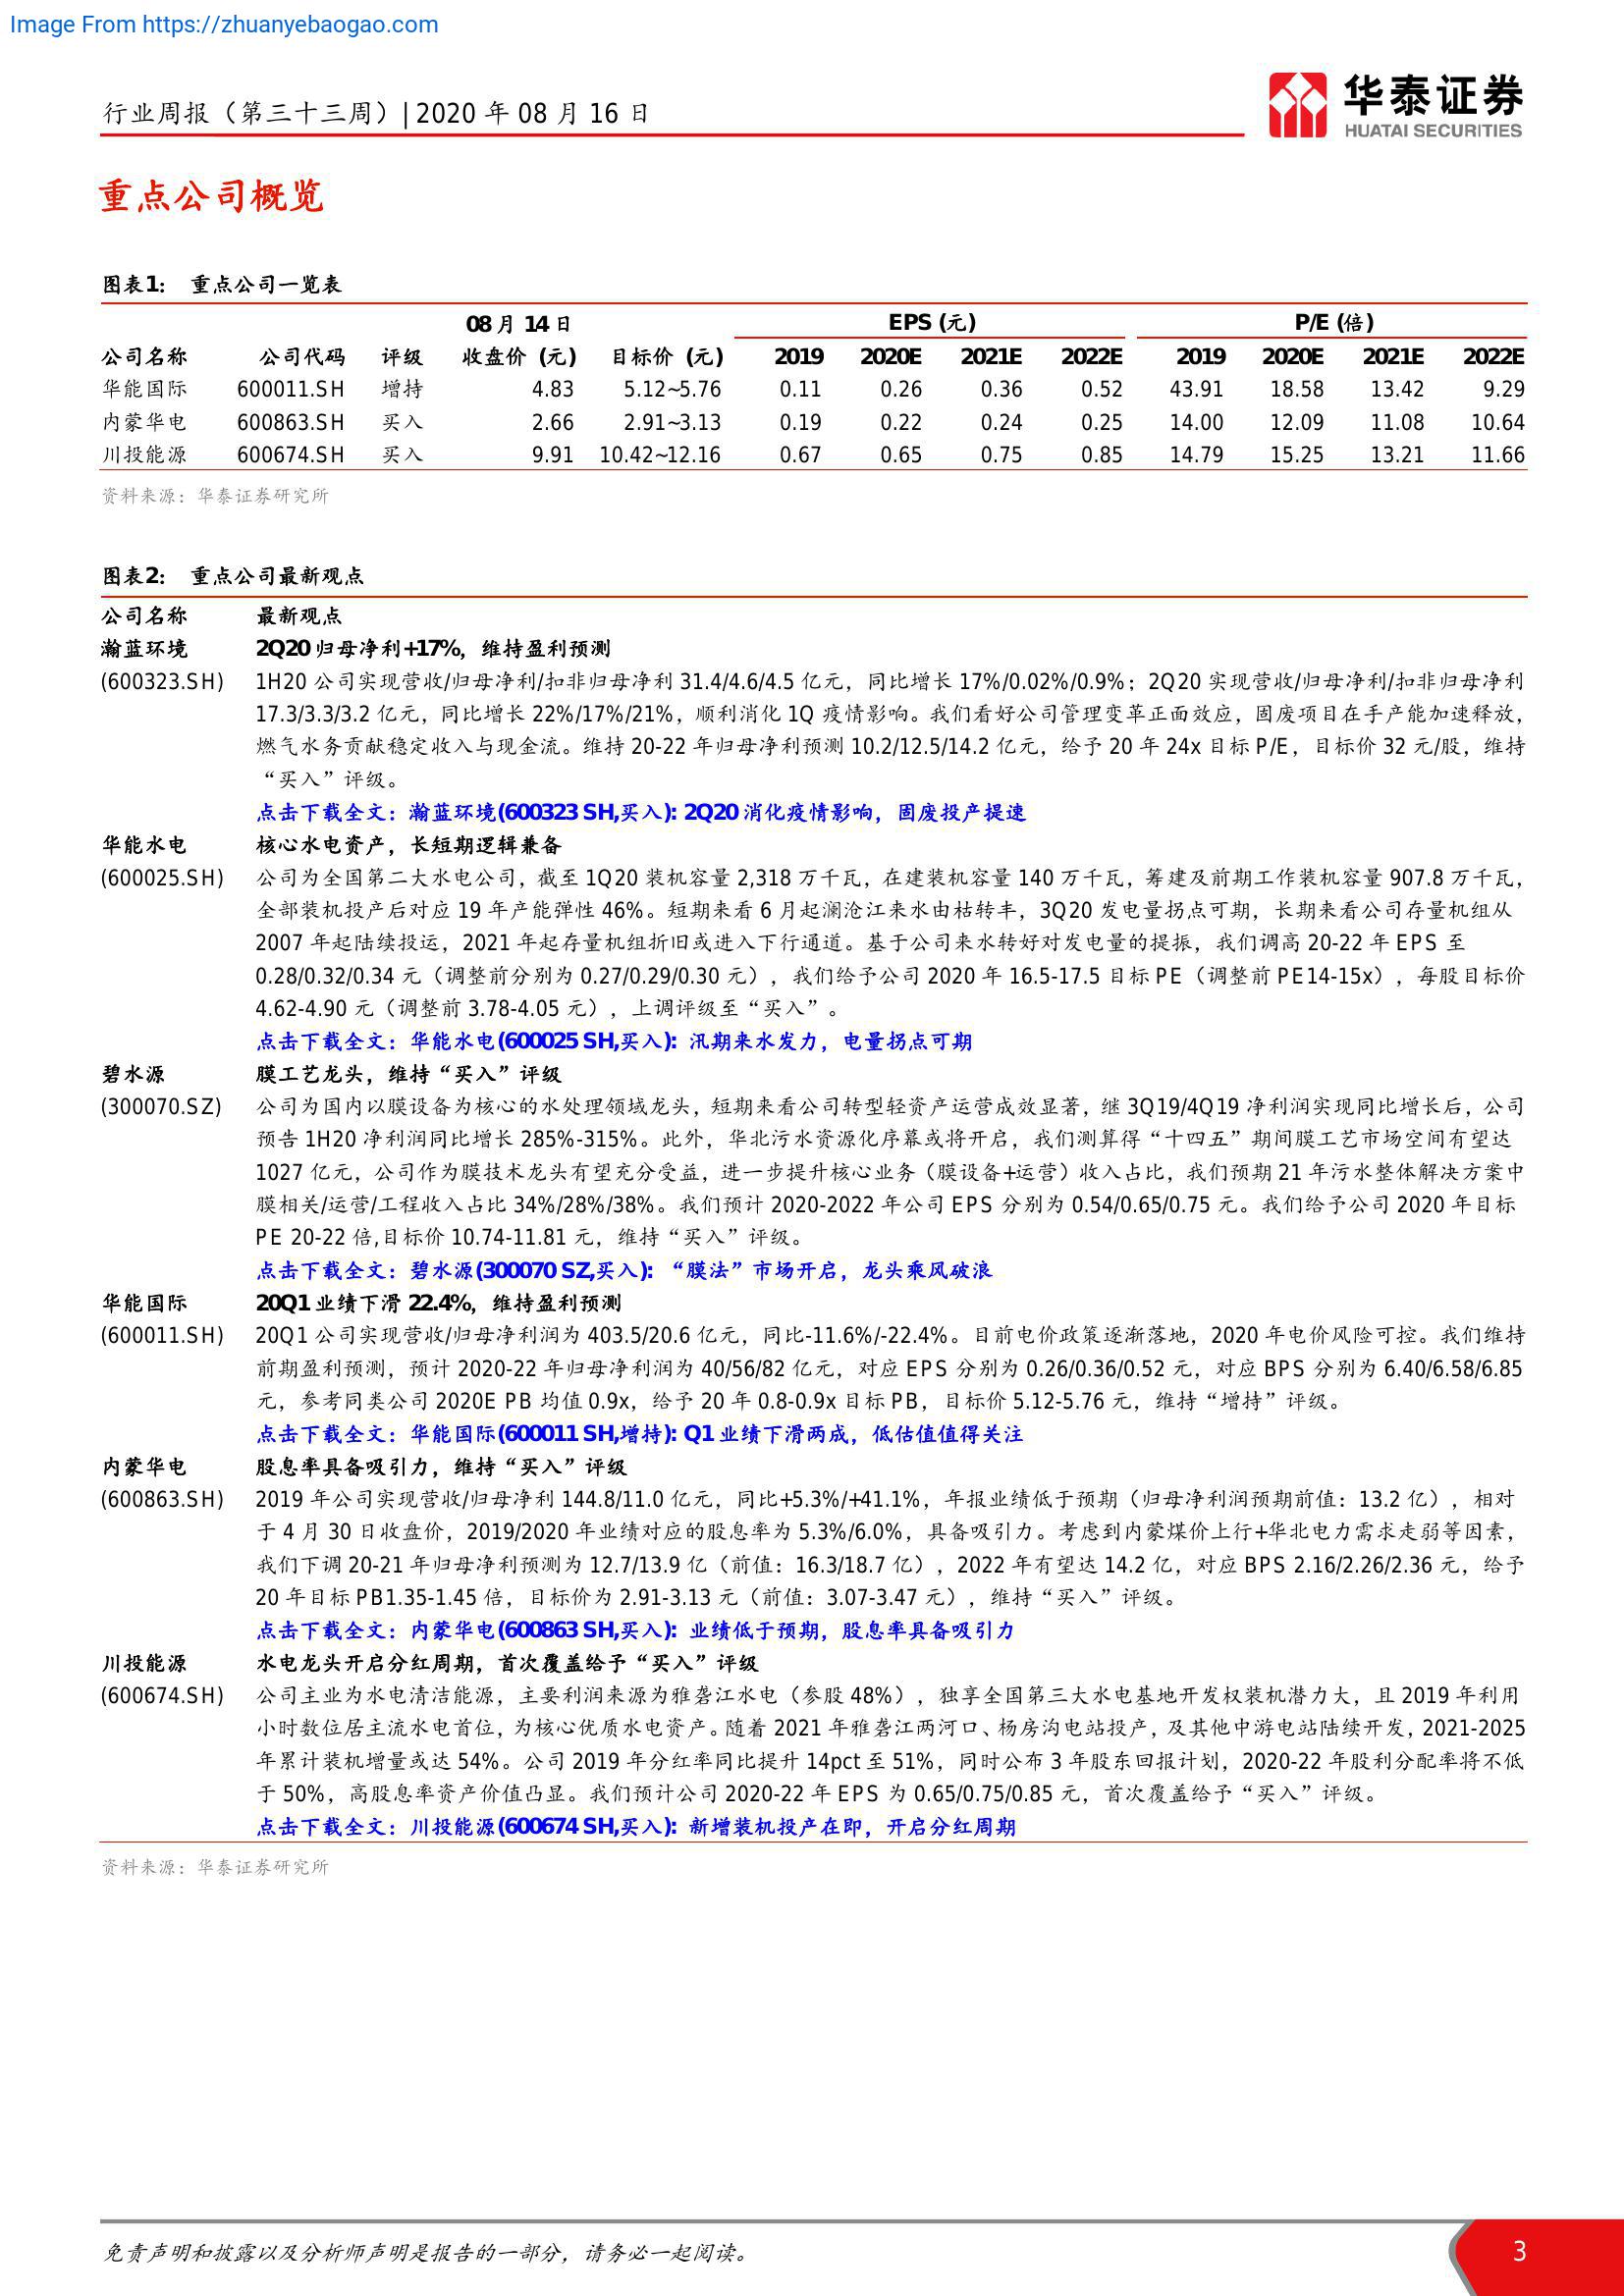 Image From https://zhuanyebaogao.com
行业周报（第三十三周）| 2020 年 08 月 16 日
华泰证券
HUATAI SECURITIES
重点公司概览
图表1： 重点公司一览表
08 月 14 日 EPS (元) P/E (倍)
公司名称 公司代码 评级 收盘价 (元) 目标价 (元) 2019 2020E 2021E 2022E 2019 2020E 2021E 2022E
华能国际 600011.SH 增持 4.83 5.12~5.76 0.11 0.26 0.36 0.52 43.91 18.58 13.42 9.29
内蒙华电 600863.SH 买入 2.66 2.91~3.13 0.19 0.22 0.24 0.25 14.00 12.09 11.08 10.64
川投能源 600674.SH 买入 9.91 10.42~12.16 0.67 0.65 0.75 0.85 14.79 15.25 13.21 11.66
资料来源：华泰证券研究所
图表2： 重点公司最新观点
公司名称 最新观点
瀚蓝环境 2Q20 归母净利+17%，维持盈利预测
(600323.SH) 1H20 公司实现营收/归母净利/扣非归母净利 31.4/4.6/4.5 亿元，同比增长 17%/0.02%/0.9%；2Q20 实现营收/归母净利/扣非归母净利
17.3/3.3/3.2 亿元，同比增长 22%/17%/21%，顺利消化 1Q 疫情影响。我们看好公司管理变革正面效应，固废项目在手产能加速释放，
燃气水务贡献稳定收入与现金流。维持 20-22 年归母净利预测 10.2/12.5/14.2 亿元，给予 20 年 24x 目标 P/E，目标价 32 元/股，维持
“买入”评级。
点击下载全文：瀚蓝环境(600323 SH,买入): 2Q20 消化疫情影响，固废投产提速
华能水电 核心水电资产，长短期逻辑兼备
(600025.SH) 公司为全国第二大水电公司，截至 1Q20 装机容量 2,318 万千瓦，在建装机容量 140 万千瓦，筹建及前期工作装机容量 907.8 万千瓦，
全部装机投产后对应 19 年产能弹性 46%。短期来看 6 月起澜沧江来水由枯转丰，3Q20 发电量拐点可期，长期来看公司存量机组从
2007 年起陆续投运，2021 年起存量机组折旧或进入下行通道。基于公司来水转好对发电量的提振，我们调高 20-22 年 EPS 至
0.28/0.32/0.34 元（调整前分别为 0.27/0.29/0.30 元），我们给予公司 2020 年 16.5-17.5 目标 PE（调整前 PE14-15x），每股目标价
4.62-4.90 元（调整前 3.78-4.05 元），上调评级至“买入”。
点击下载全文：华能水电(600025 SH,买入): 汛期来水发力，电量拐点可期
碧水源 膜工艺龙头，维持“买入”评级
(300070.SZ) 公司为国内以膜设备为核心的水处理领域龙头，短期来看公司转型轻资产运营成效显著，继 3Q19/4Q19 净利润实现同比增长后，公司
预告 1H20 净利润同比增长 285%-315%。此外，华北污水资源化序幕或将开启，我们测算得“十四五”期间膜工艺市场空间有望达
1027 亿元，公司作为膜技术龙头有望充分受益，进一步提升核心业务（膜设备+运营）收入占比，我们预期 21 年污水整体解决方案中
膜相关/运营/工程收入占比 34%/28%/38%。我们预计 2020-2022 年公司 EPS 分别为 0.54/0.65/0.75 元。我们给予公司 2020 年目标
PE 20-22 倍,目标价 10.74-11.81 元，维持“买入”评级。
点击下载全文：碧水源(300070 SZ,买入): “膜法”市场开启，龙头乘风破浪
华能国际 20Q1 业绩下滑 22.4%，维持盈利预测
(600011.SH) 20Q1 公司实现营收/归母净利润为 403.5/20.6 亿元，同比-11.6%/-22.4%。目前电价政策逐渐落地，2020 年电价风险可控。我们维持
前期盈利预测，预计 2020-22 年归母净利润为 40/56/82 亿元，对应 EPS 分别为 0.26/0.36/0.52 元，对应 BPS 分别为 6.40/6.58/6.85
元，参考同类公司 2020E PB 均值 0.9x，给予 20 年 0.8-0.9x 目标 PB，目标价 5.12-5.76 元，维持“增持”评级。
点击下载全文：华能国际(600011 SH,增持): Q1 业绩下滑两成，低估值值得关注
内蒙华电 股息率具备吸引力，维持“买入”评级
(600863.SH) 2019 年公司实现营收/归母净利 144.8/11.0 亿元，同比+5.3%/+41.1%，年报业绩低于预期（归母净利润预期前值：13.2 亿），相对
于 4 月 30 日收盘价，2019/2020 年业绩对应的股息率为 5.3%/6.0%，具备吸引力。考虑到内蒙煤价上行+华北电力需求走弱等因素，
我们下调 20-21 年归母净利预测为 12.7/13.9 亿（前值：16.3/18.7 亿），2022 年有望达 14.2 亿，对应 BPS 2.16/2.26/2.36 元，给予
20 年目标 PB1.35-1.45 倍，目标价为 2.91-3.13 元（前值：3.07-3.47 元），维持“买入”评级。
点击下载全文：内蒙华电(600863 SH,买入): 业绩低于预期，股息率具备吸引力
川投能源 水电龙头开启分红周期，首次覆盖给予“买入”评级
(600674.SH) 公司主业为水电清洁能源，主要利润来源为雅砻江水电（参股 48%），独享全国第三大水电基地开发权装机潜力大，且 2019 年利用
小时数位居主流水电首位，为核心优质水电资产。随着 2021 年雅砻江两河口、杨房沟电站投产，及其他中游电站陆续开发，2021-2025
年累计装机增量或达 54%。公司 2019 年分红率同比提升 14pct 至 51%，同时公布 3 年股东回报计划，2020-22 年股利分配率将不低
于 50%，高股息率资产价值凸显。我们预计公司 2020-22 年 EPS 为 0.65/0.75/0.85 元，首次覆盖给予“买入”评级。
点击下载全文：川投能源(600674 SH,买入): 新增装机投产在即，开启分红周期
资料来源：华泰证券研究所
免责声明和披露以及分析师声明是报告的一部分，请务必一起阅读。
3